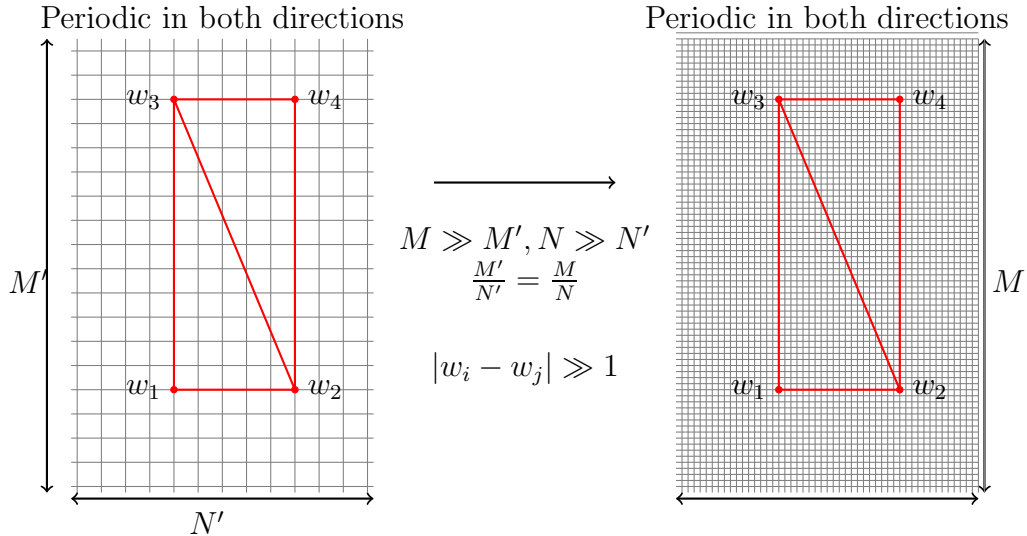 Periodic in both directions
Periodic in both directions
w₃
w₄
w₃
w₄
M ≫ M′, N ≫ N′
M′/N′ = M/N
M′
M
|wᵢ − wⱼ| ≫ 1
w₁
w₂
w₁
w₂
N′